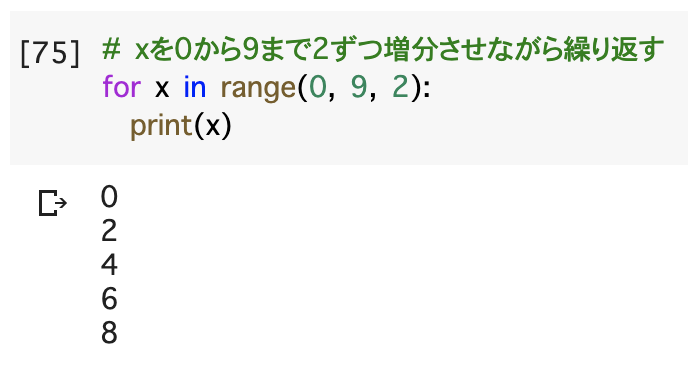 [75] # xを0から9まで2ずつ増分させながら繰り返す
for x in range(0, 9, 2):
  print(x)
0
2
4
6
8